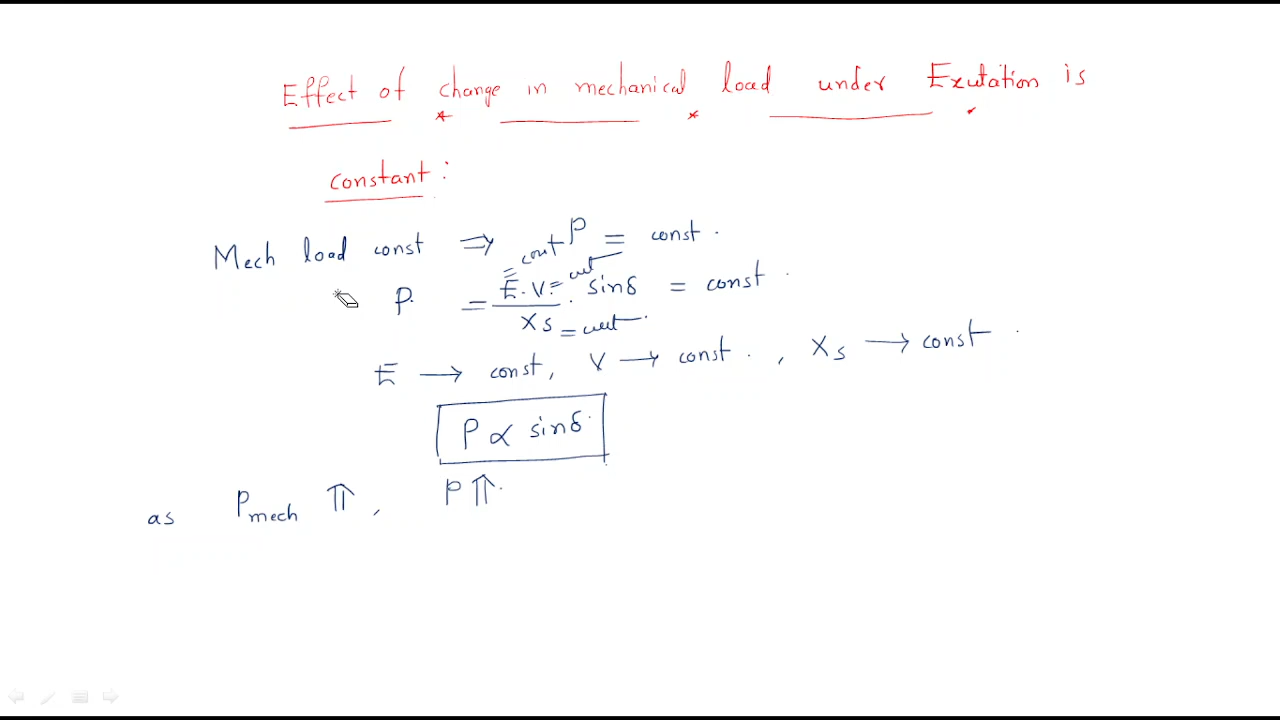 Effect of change in mechanical load under Exutation is
constant :
Mech load const ⇒ P = const .
P = E.V / Xs . sinδ = const .
E → const, V → const . , Xs → const .
P ∝ sinδ
as Pmech ⇑ , P ⇑ .